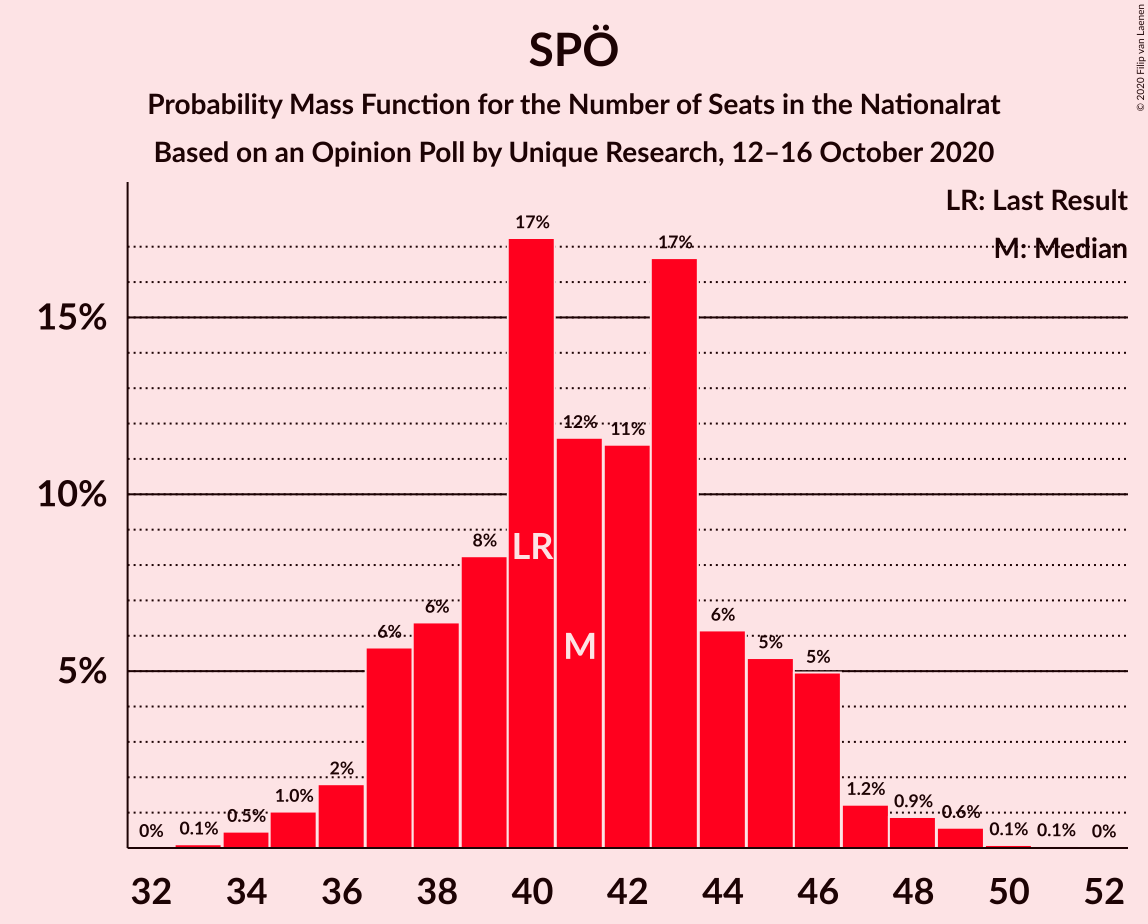 © 2020 Filip van Laenen
SPÖ
Probability Mass Function for the Number of Seats in the Nationalrat
Based on an Opinion Poll by Unique Research, 12–16 October 2020
LR: Last Result
M: Median
15%
10%
5%
0%
0.1%
0.5%
1.0%
2%
6%
6%
8%
17%
12%
11%
17%
6%
5%
5%
1.2%
0.9%
0.6%
0.1%
0.1%
0%
LR
M
32 34 36 38 40 42 44 46 48 50 52